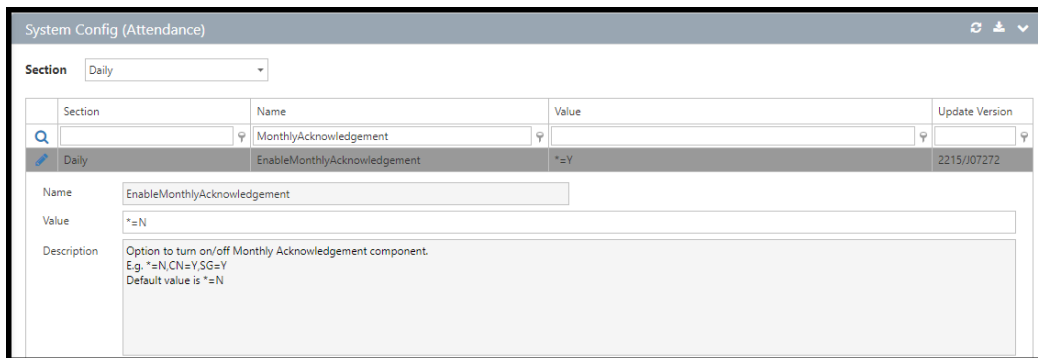 System Config (Attendance)
Section Daily
Section Name Value Update Version
MonthlyAcknowledgement
Daily EnableMonthlyAcknowledgement *=Y 2215/J07272
Name EnableMonthlyAcknowledgement
Value *=N
Description Option to turn on/off Monthly Acknowledgement component.
E.g. *=N,CN=Y,SG=Y
Default value is *=N